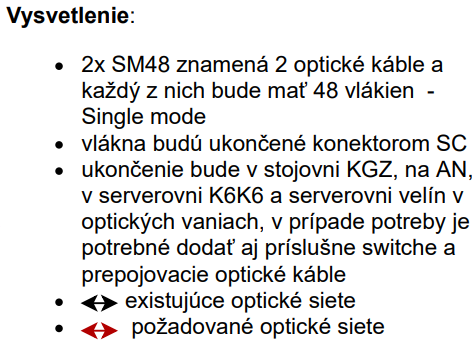 Vysvetlenie:
• 2x SM48 znamená 2 optické káble a
každý z nich bude mať 48 vlákien -
Single mode
• vlákna budú ukončené konektorom SC
• ukončenie bude v stojovni KGZ, na AN,
v serverovni K6K6 a serverovni velín v
optických vaniach, v prípade potreby je
potrebné dodať aj príslušne switche a
prepojovacie optické káble
• existujúce optické siete
• požadované optické siete